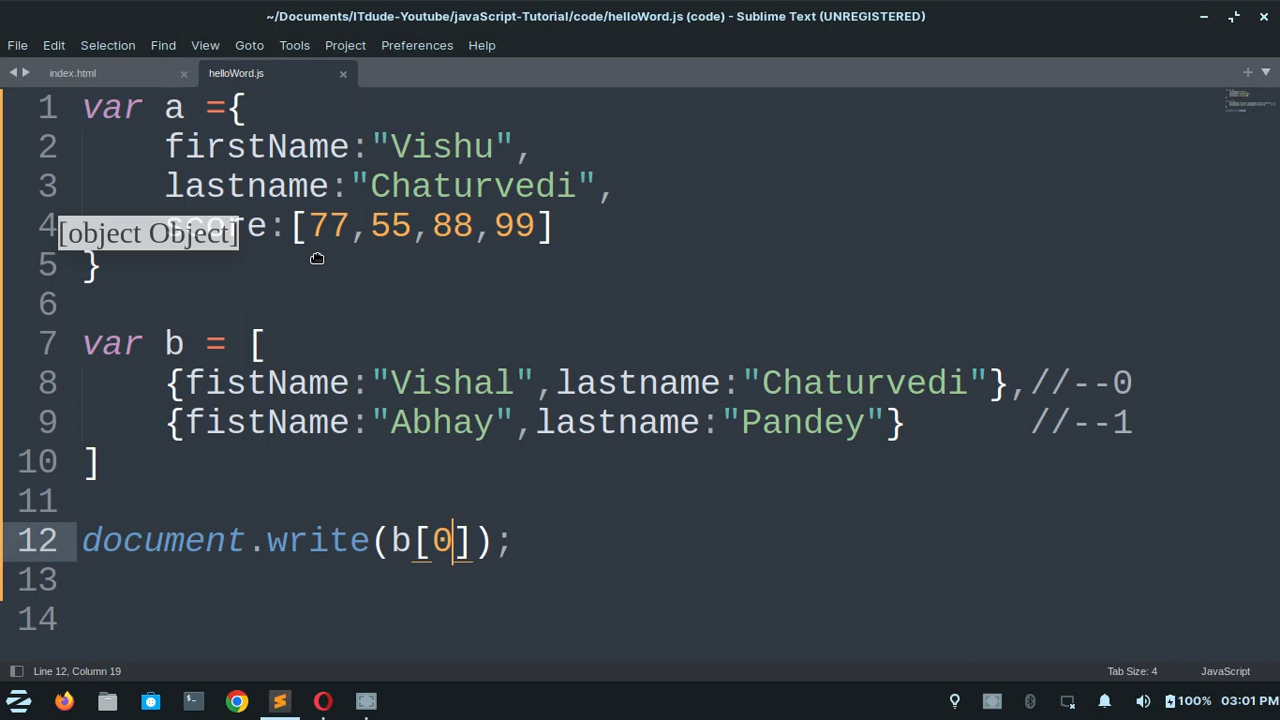 ~/Documents/ITdude-Youtube/javaScript-Tutorial/code/helloWord.js (code) - Sublime Text (UNREGISTERED)
File Edit Selection Find View Goto Tools Project Preferences Help
index.html helloWord.js
1 var a ={
2 firstName:"Vishu",
3 lastname:"Chaturvedi",
4 score:[77,55,88,99]
[object Object]
5 }
6
7 var b = [
8 {fistName:"Vishal",lastname:"Chaturvedi"},//--0
9 {fistName:"Abhay",lastname:"Pandey"} //--1
10 ]
11
12 document.write(b[0]);
13
14
Line 12, Column 19 Tab Size: 4 JavaScript
100% 03:01 PM